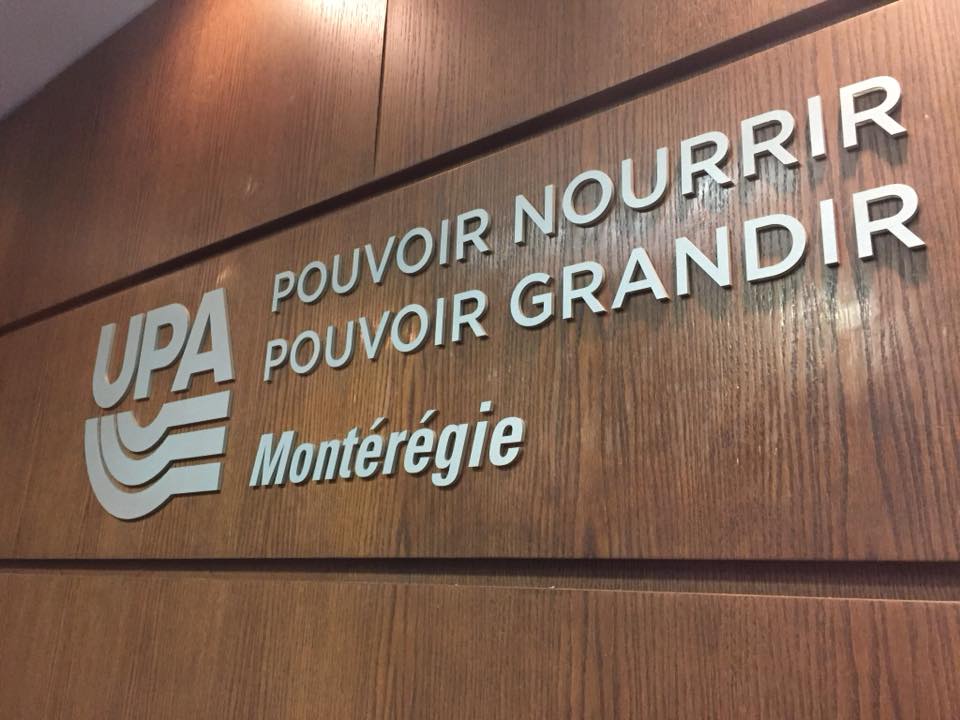 UPA
POUVOIR NOURRIR
POUVOIR GRANDIR
Montérégie